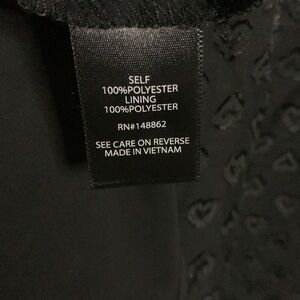 SELF
100%POLYESTER
LINING
100%POLYESTER
RN#148862
SEE CARE ON REVERSE
MADE IN VIETNAM